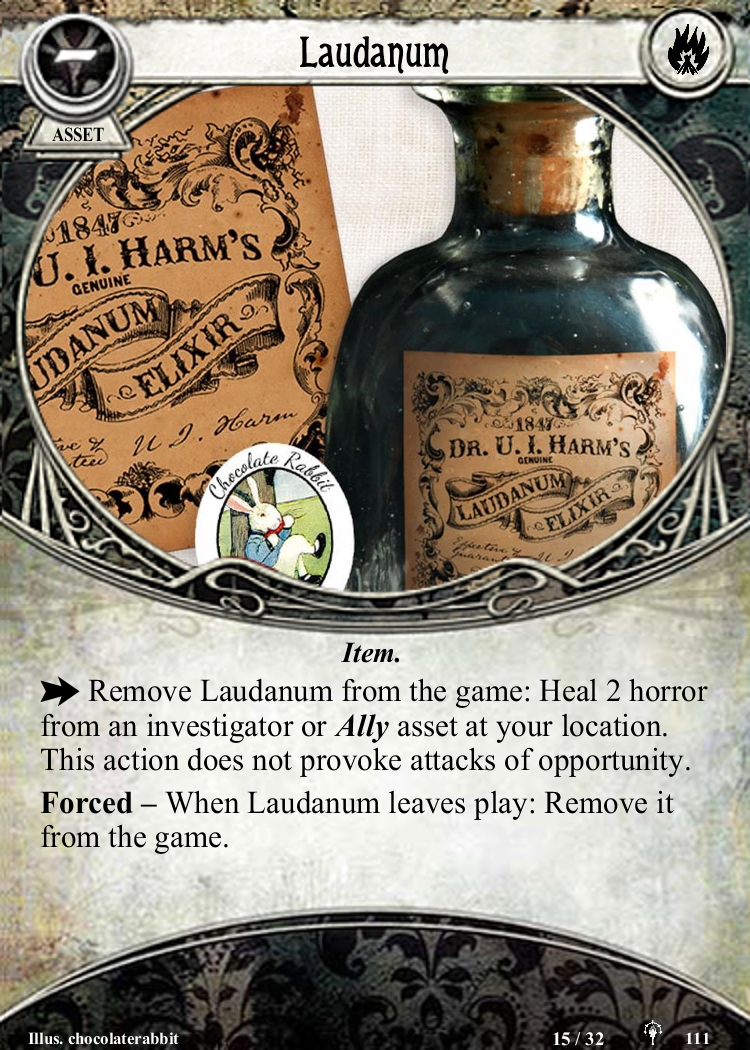 Laudanum
ASSET
1847
U. I. HARM'S
GENUINE
UDANUM
ELIXIR
U. I. Harm
1847
DR. U. I. HARM'S
GENUINE
LAUDANUM
ELIXIR
Chocolate Rabbit
Item.
Remove Laudanum from the game: Heal 2 horror
from an investigator or Ally asset at your location.
This action does not provoke attacks of opportunity.
Forced – When Laudanum leaves play: Remove it
from the game.
Illus. chocolaterabbit
15 / 32
111